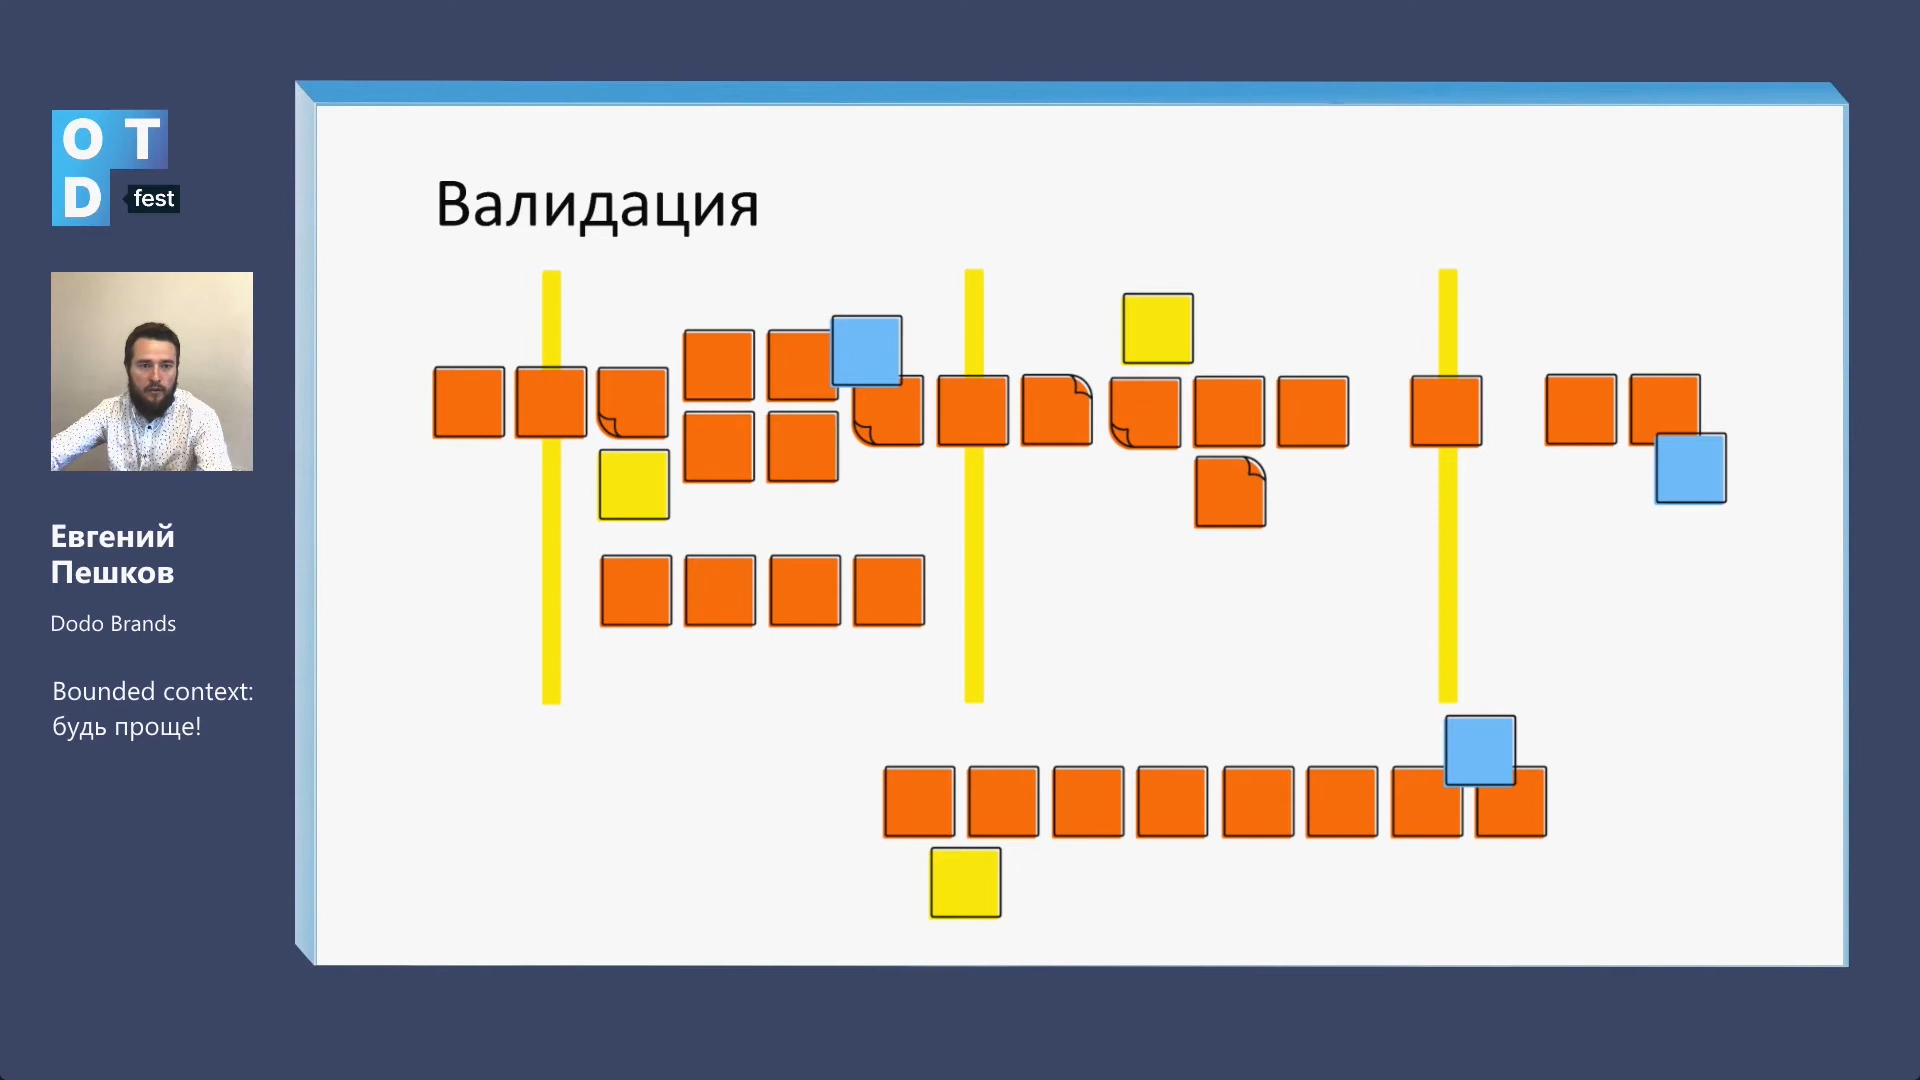 O T
D fest
Валидация
Евгений
Пешков
Dodo Brands
Bounded context:
будь проще!